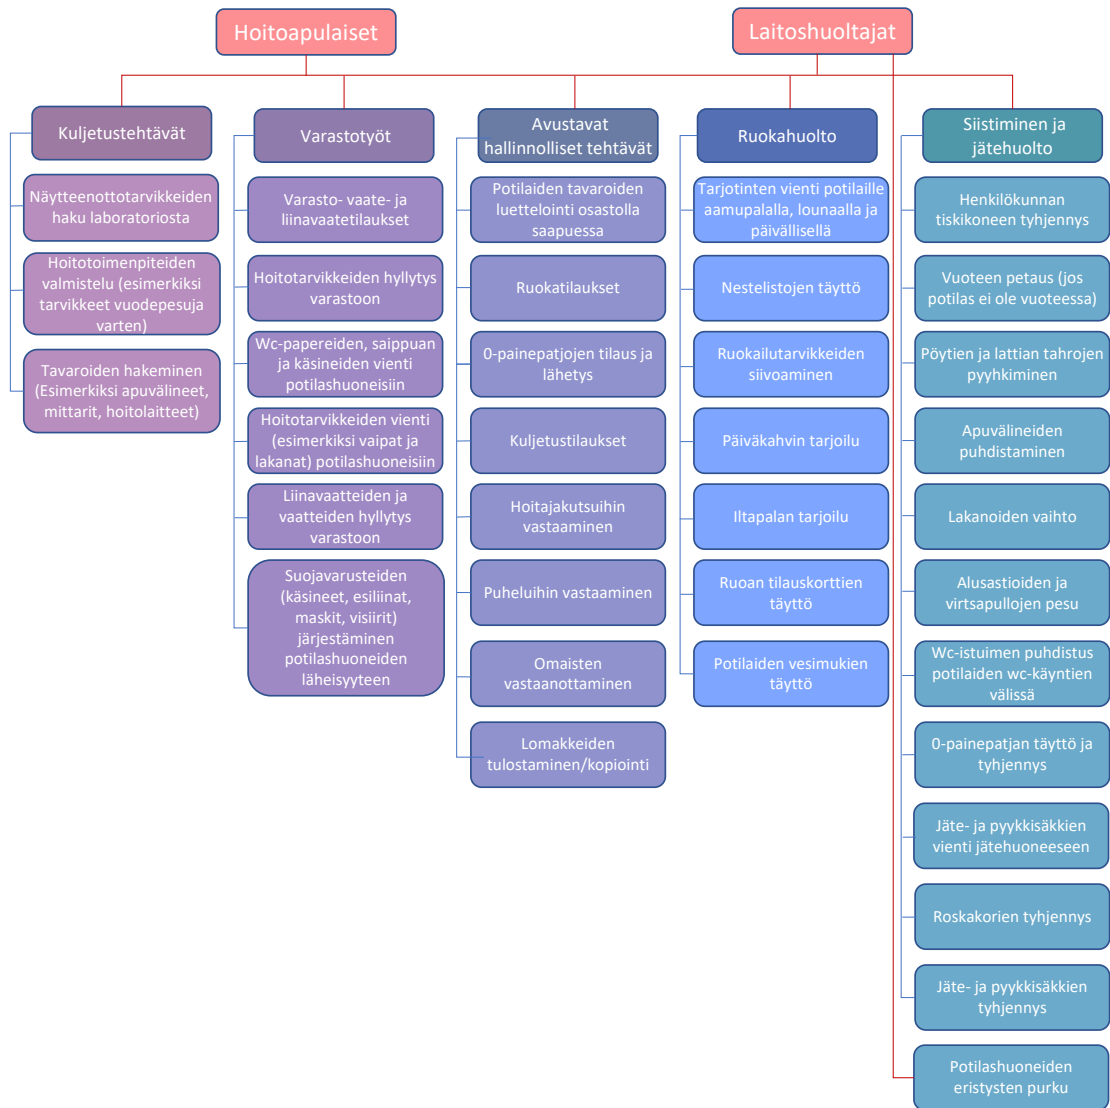 Hoitoapulaiset
Laitoshuoltajat
Kuljetustehtävät
Näytteenottotarvikkeiden
haku laboratoriosta
Hoitotoimenpiteiden
valmistelu (esimerkiksi
tarvikkeet vuodepesuja
varten)
Tavaroiden hakeminen
(Esimerkiksi apuvälineet,
mittarit, hoitolaitteet)
Varastotyöt
Varasto- vaate- ja
liinavaatetilaukset
Hoitotarvikkeiden hyllytys
varastoon
Wc-papereiden, saippuan
ja käsineiden vienti
potilashuoneisiin
Hoitotarvikkeiden vienti
(esimerkiksi vaipat ja
lakanat) potilashuoneisiin
Liinavaatteiden ja
vaatteiden hyllytys
varastoon
Suojavarusteiden
(käsineet, esiliinat,
maskit, visiirit)
järjestäminen
potilashuoneiden
läheisyyteen
Avustavat
hallinnolliset tehtävät
Potilaiden tavaroiden
luettelointi osastolla
saapuessa
Ruokatilaukset
0-painepatjojen tilaus ja
lähetys
Kuljetustilaukset
Hoitajakutsuihin
vastaaminen
Puheluihin vastaaminen
Omaisten
vastaanottaminen
Lomakkeiden
tulostaminen/kopiointi
Ruokahuolto
Tarjotinten vienti potilaille
aamupalalla, lounaalla ja
päivällisellä
Nestelistojen täyttö
Ruokailutarvikkeiden
siivoaminen
Päiväkahvin tarjoilu
Iltapalan tarjoilu
Ruoan tilauskorttien
täyttö
Potilaiden vesimukien
täyttö
Siistiminen ja
jätehuolto
Henkilökunnan
tiskikoneen tyhjennys
Vuoteen petaus (jos
potilas ei ole vuoteessa)
Pöytien ja lattian tahrojen
pyyhkiminen
Apuvälineiden
puhdistaminen
Lakanoiden vaihto
Alusastioiden ja
virtsapullojen pesu
Wc-istuimen puhdistus
potilaiden wc-käyntien
välissä
0-painepatjan täyttö ja
tyhjennys
Jäte- ja pyykkisäkkien
vienti jätehuoneeseen
Roskakorien tyhjennys
Jäte- ja pyykkisäkkien
tyhjennys
Potilashuoneiden
eristysten purku